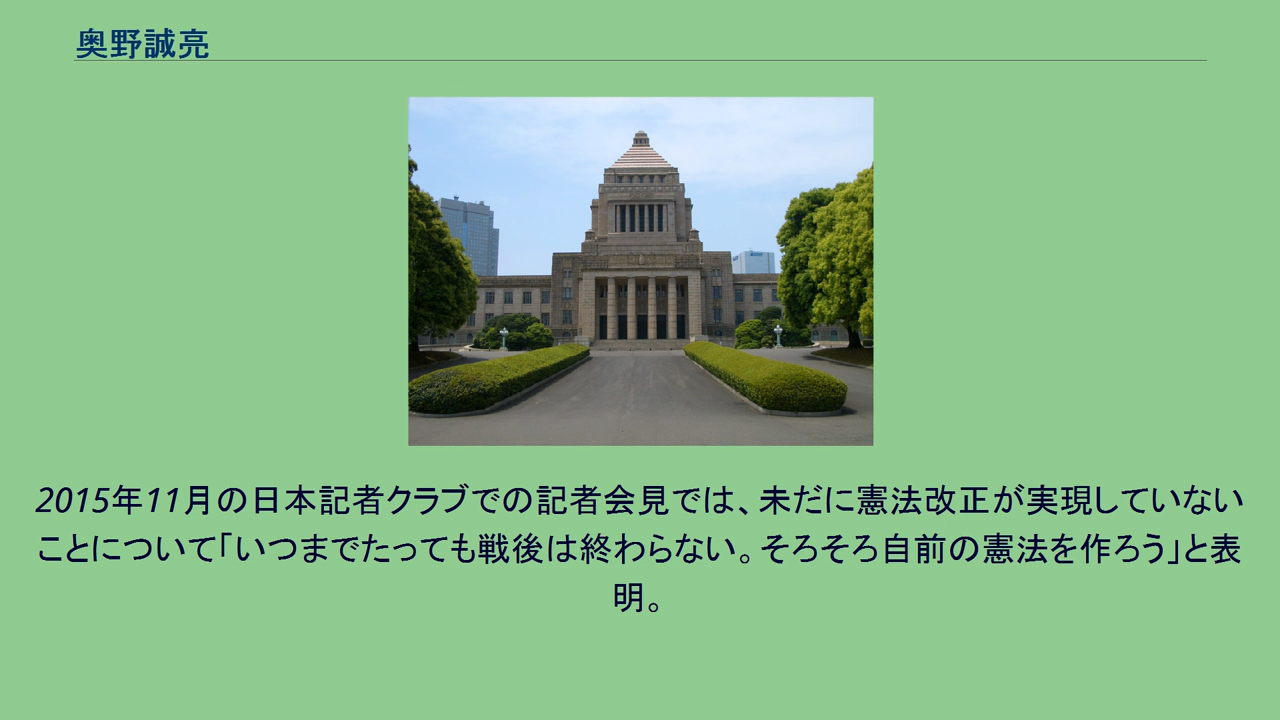 奥野誠亮
2015年11月の日本記者クラブでの記者会見では、未だに憲法改正が実現していない
ことについて｢いつまでたっても戦後は終わらない。そろそろ自前の憲法を作ろう｣と表
明。